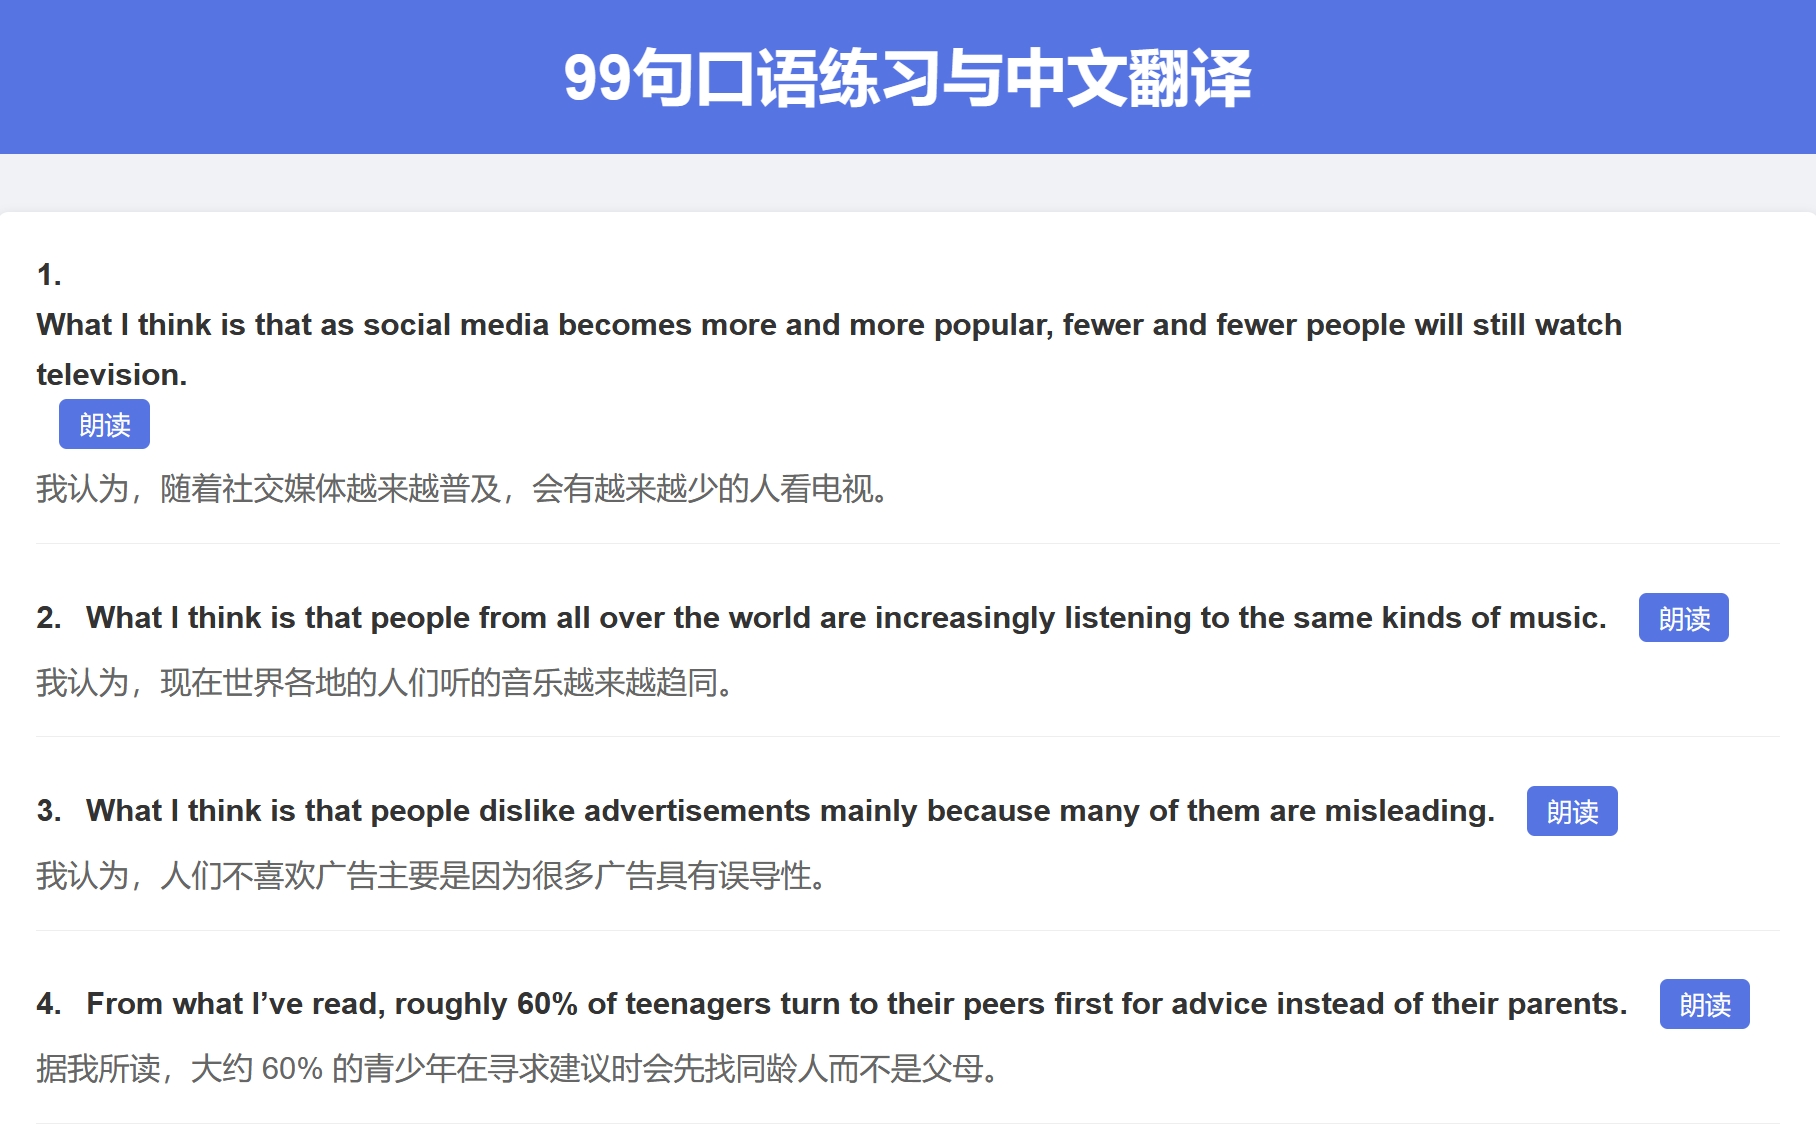 99句口语练习与中文翻译
1.
What I think is that as social media becomes more and more popular, fewer and fewer people will still watch
television.
朗读
我认为，随着社交媒体越来越普及，会有越来越少的人看电视。
2. What I think is that people from all over the world are increasingly listening to the same kinds of music. 朗读
我认为，现在世界各地的人们听的音乐越来越趋同。
3. What I think is that people dislike advertisements mainly because many of them are misleading. 朗读
我认为，人们不喜欢广告主要是因为很多广告具有误导性。
4. From what I’ve read, roughly 60% of teenagers turn to their peers first for advice instead of their parents. 朗读
据我所读，大约 60% 的青少年在寻求建议时会先找同龄人而不是父母。